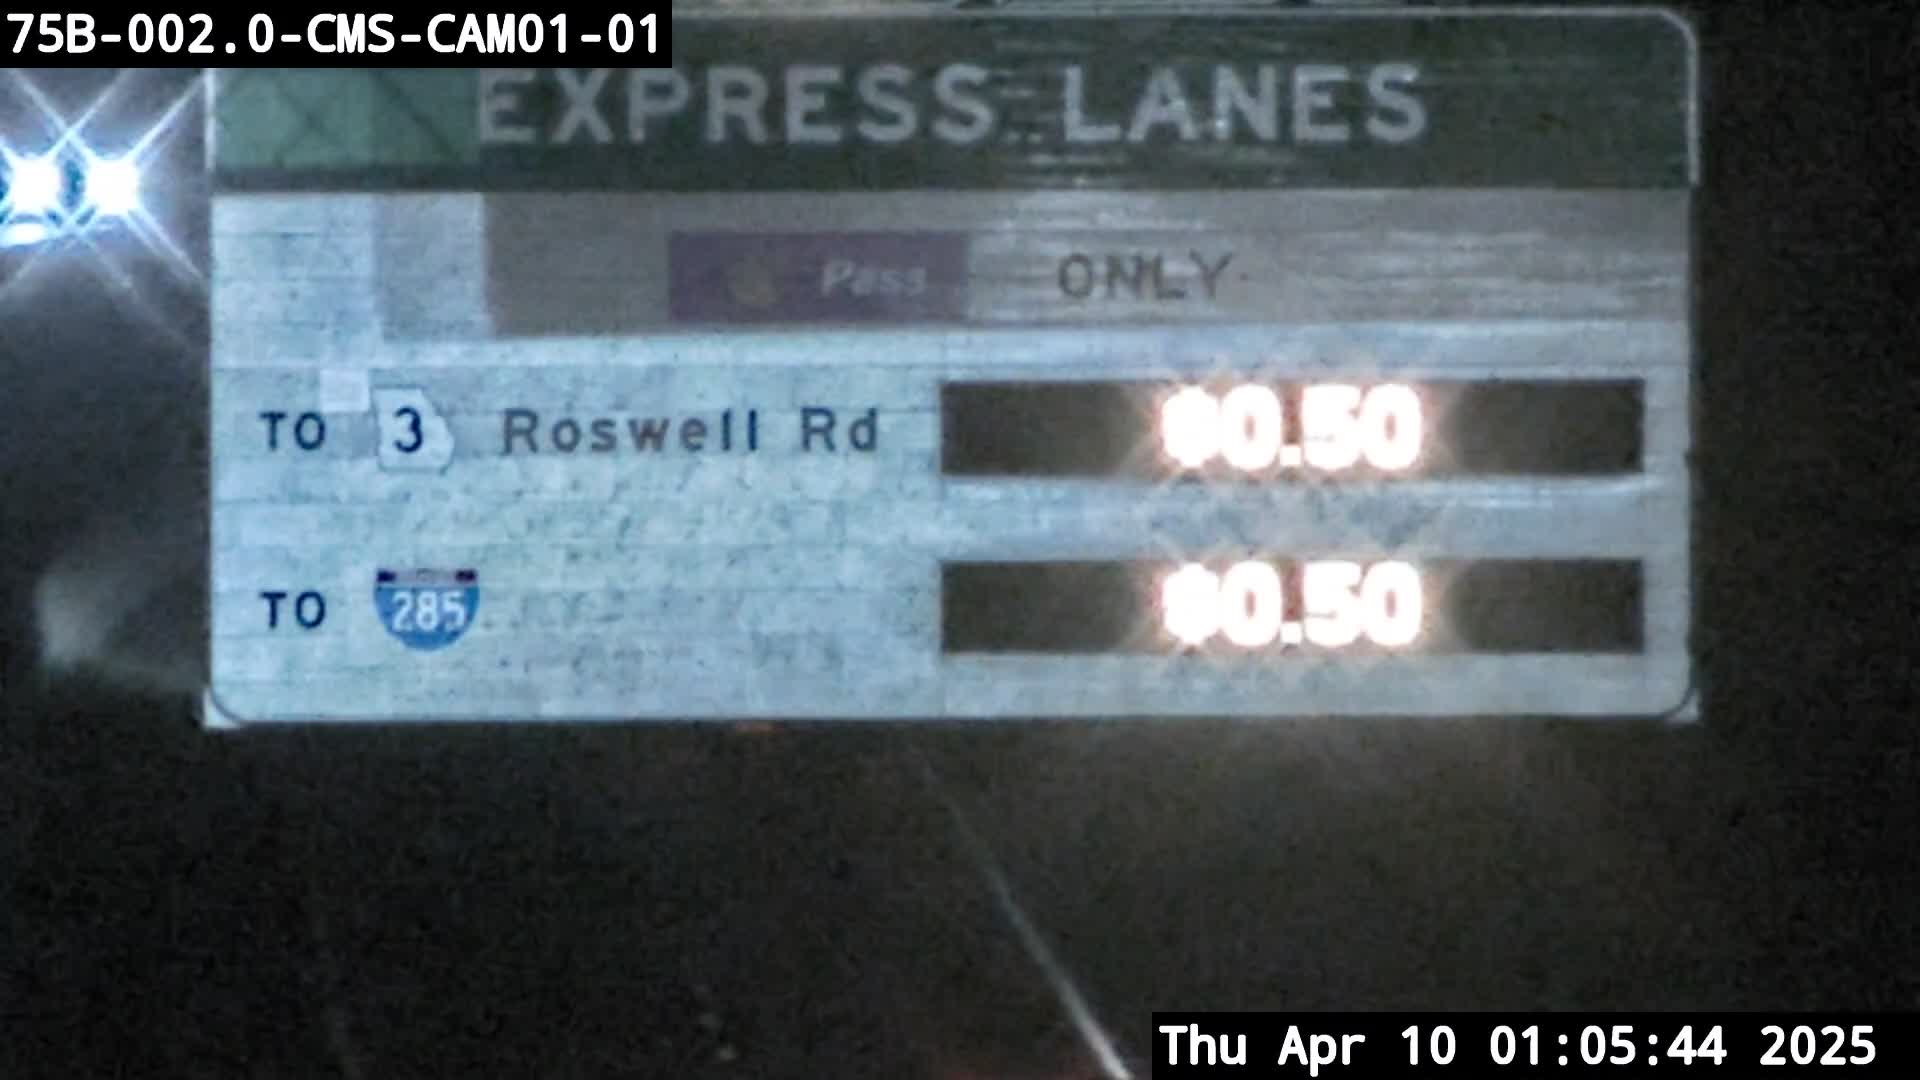 75B-002.0-CMS-CAM01-01
EXPRESS LANES
Pass ONLY
TO 3 Roswell Rd $0.50
TO 285 $0.50
Thu Apr 10 01:05:44 2025